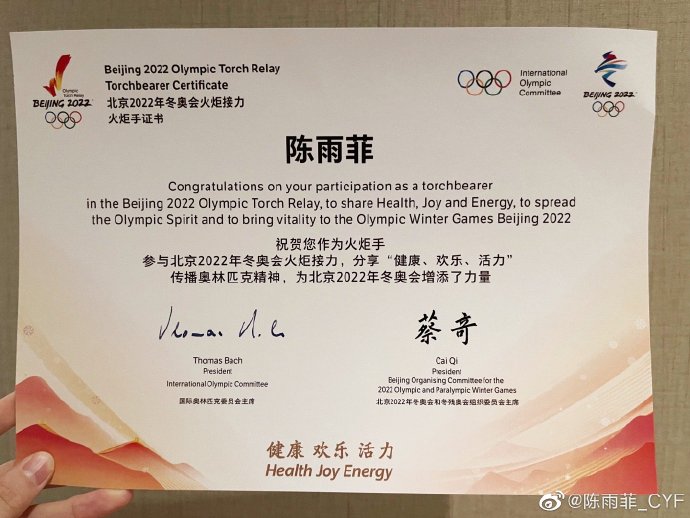 Beijing 2022 Olympic Torch Relay
Torchbearer Certificate
北京2022年冬奥会火炬接力
火炬手证书
Olympic
Torch Relay
BEIJING 2022
International
Olympic
Committee
BEIJING 2022
陈雨菲
Congratulations on your participation as a torchbearer
in the Beijing 2022 Olympic Torch Relay, to share Health, Joy and Energy, to spread
the Olympic Spirit and to bring vitality to the Olympic Winter Games Beijing 2022
祝贺您作为火炬手
参与北京2022年冬奥会火炬接力，分享“健康、欢乐、活力”
传播奥林匹克精神，为北京2022年冬奥会增添了力量
Thomas Bach
President
International Olympic Committee
国际奥林匹克委员会主席
蔡奇
Cai Qi
President
Beijing Organising Committee for the
2022 Olympic and Paralympic Winter Games
北京2022年冬奥会和冬残奥会组织委员会主席
健康 欢乐 活力
Health Joy Energy
@陈雨菲_CYF